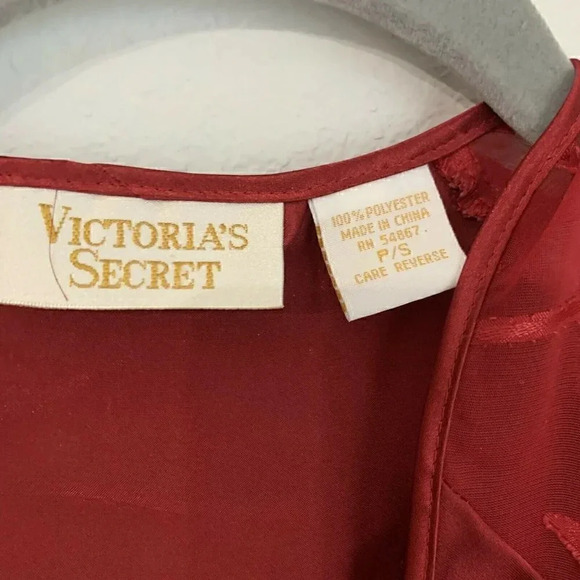 VICTORIA'S
SECRET
100% POLYESTER
MADE IN CHINA
RN 54867.
P/S
CARE REVERSE